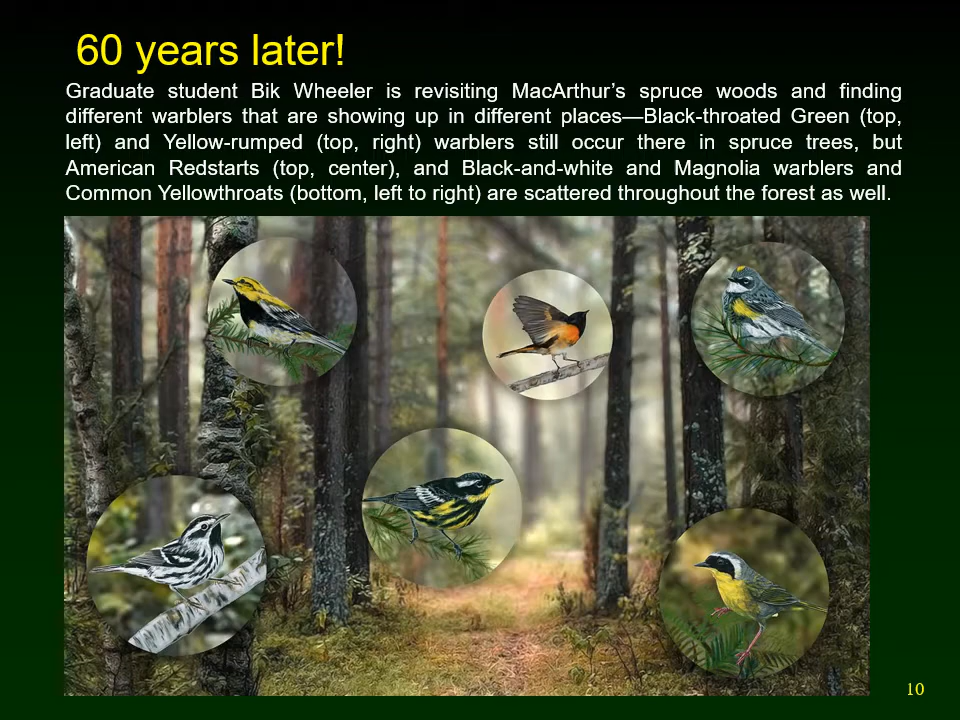 60 years later!
Graduate student Bik Wheeler is revisiting MacArthur’s spruce woods and finding
different warblers that are showing up in different places—Black-throated Green (top,
left) and Yellow-rumped (top, right) warblers still occur there in spruce trees, but
American Redstarts (top, center), and Black-and-white and Magnolia warblers and
Common Yellowthroats (bottom, left to right) are scattered throughout the forest as well.
10